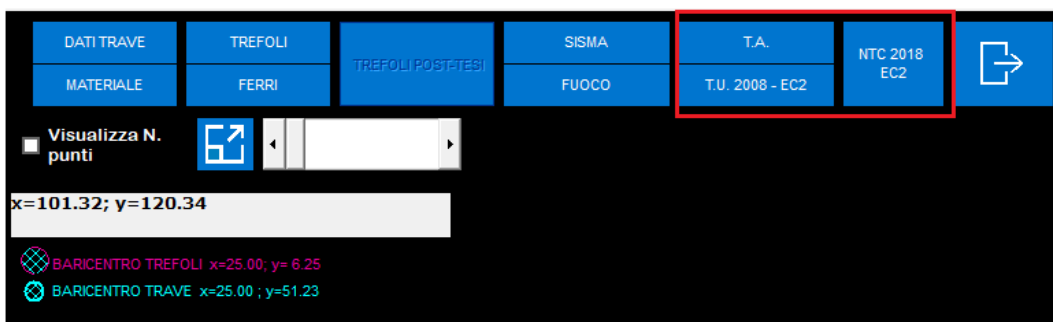 DATI TRAVE
TREFOLI
TREFOLI POST-TESI
SISMA
T.A.
NTC 2018
EC2
MATERIALE
FERRI
FUOCO
T.U. 2008 - EC2
Visualizza N.
punti
x=101.32; y=120.34
BARICENTRO TREFOLI x=25.00; y= 6.25
BARICENTRO TRAVE x=25.00 ; y=51.23